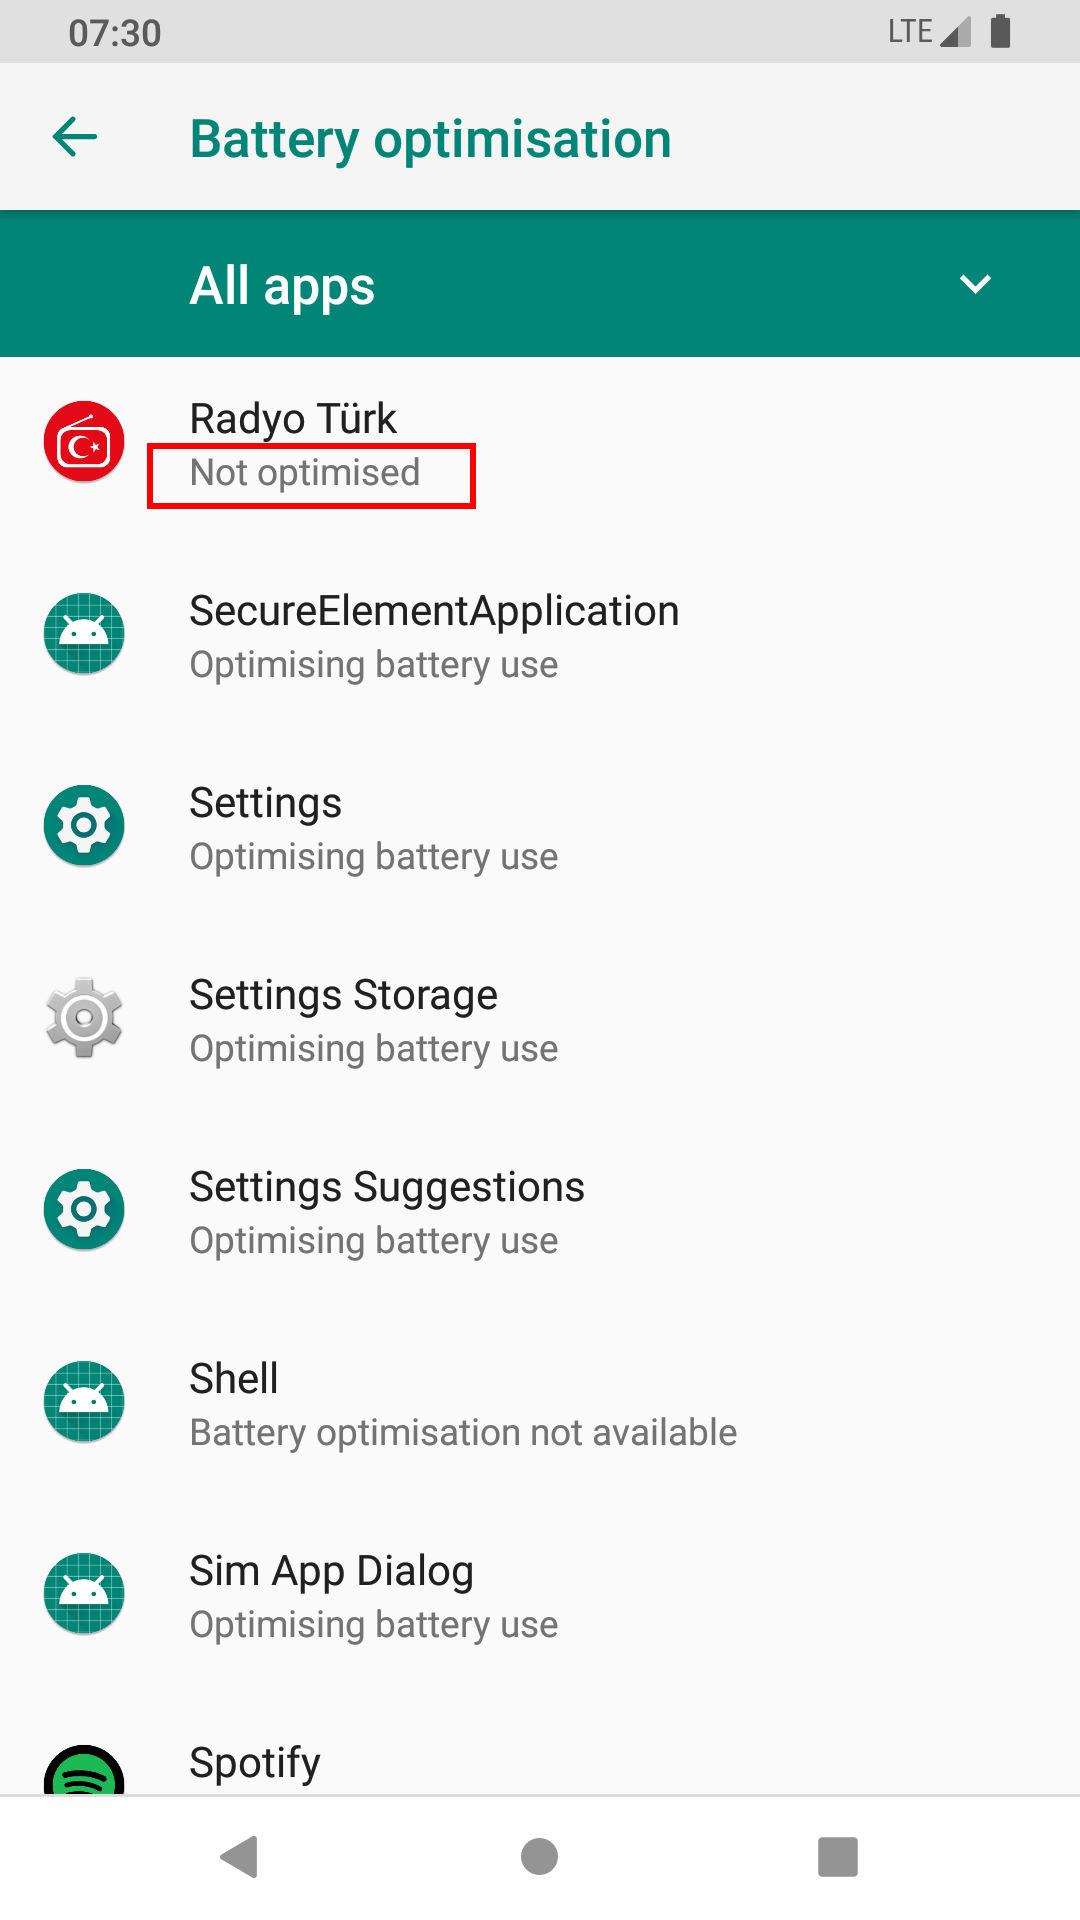 07:30
LTE
Battery optimisation
All apps
Radyo Türk
Not optimised
SecureElementApplication
Optimising battery use
Settings
Optimising battery use
Settings Storage
Optimising battery use
Settings Suggestions
Optimising battery use
Shell
Battery optimisation not available
Sim App Dialog
Optimising battery use
Spotify